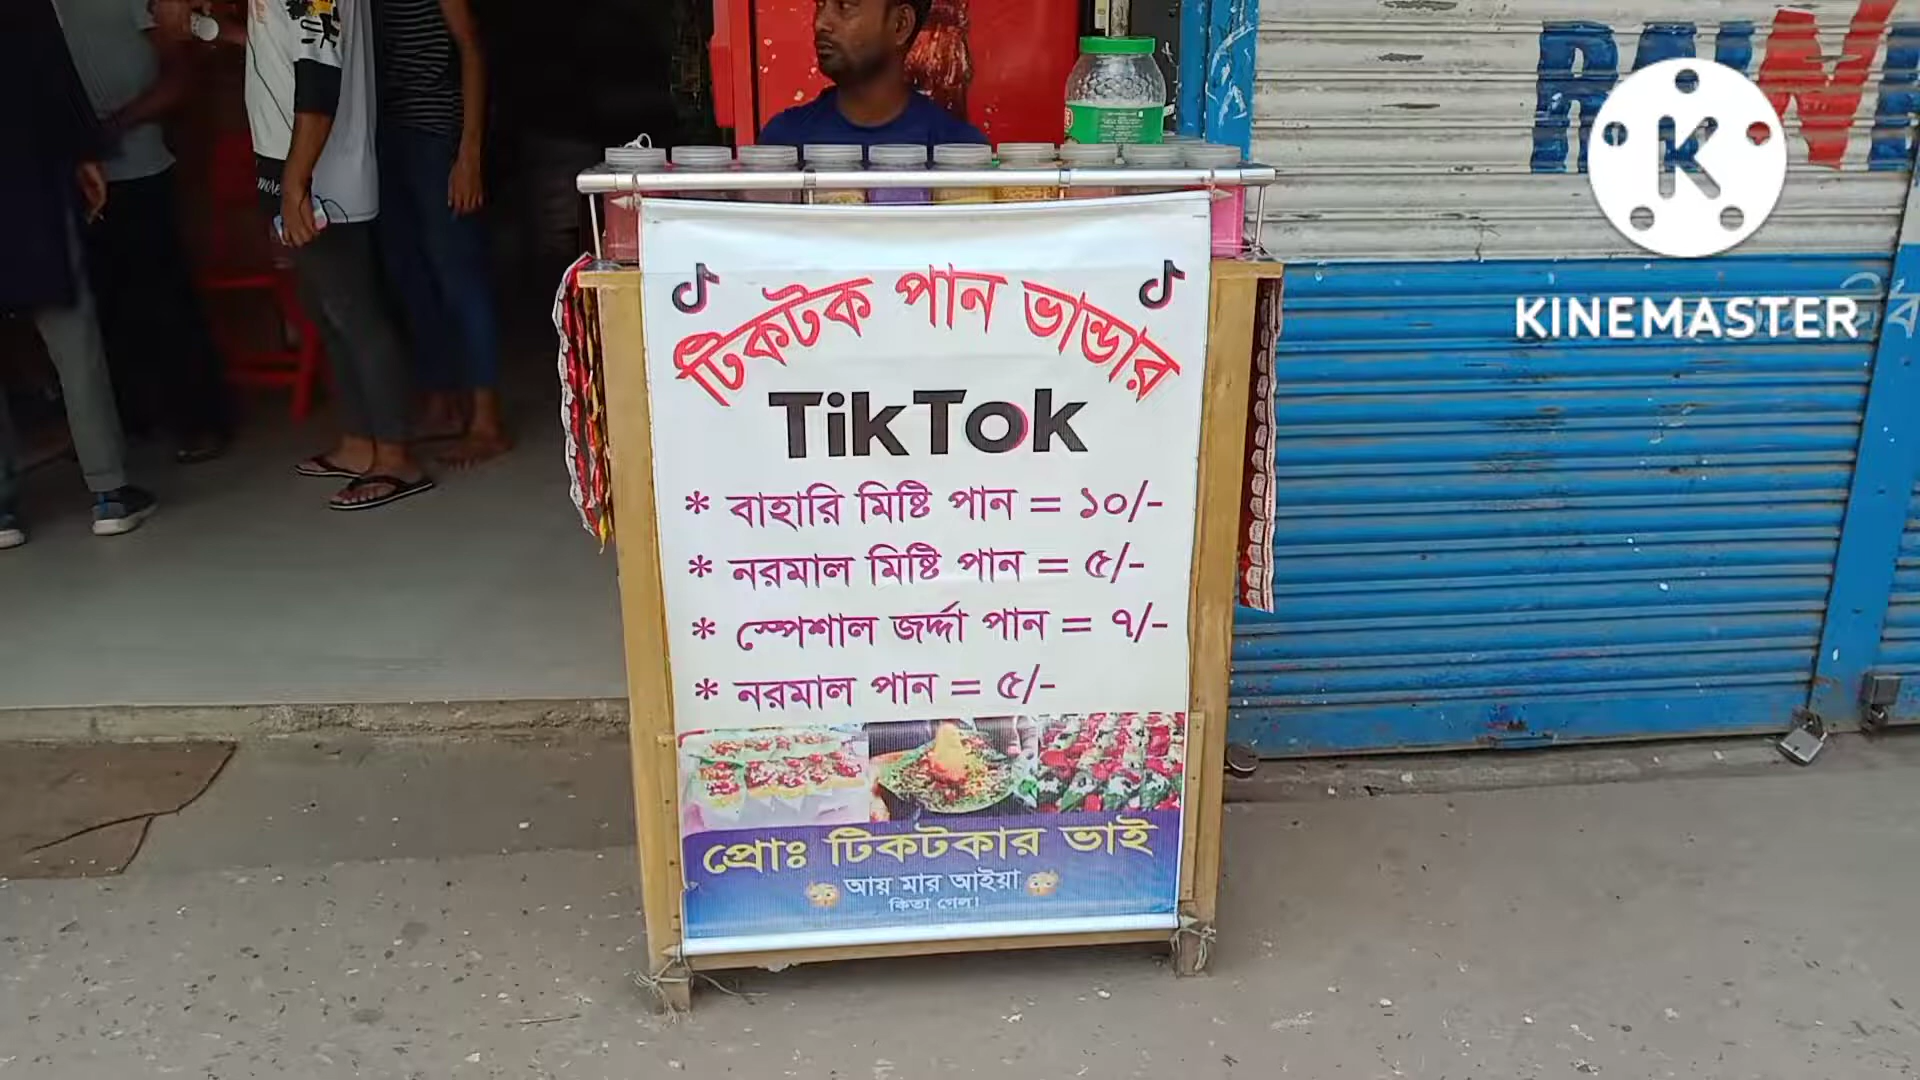 টিকটক পান ভান্ডার
TikTok
* বাহারি মিষ্টি পান = ১০/-
* নরমাল মিষ্টি পান = ৫/-
* স্পেশাল জর্দ্দা পান = ৭/-
* নরমাল পান = ৫/-
প্রোঃ টিকটকার ভাই
আয় মার আইয়া
কিতা গেল।
K
KINEMASTER